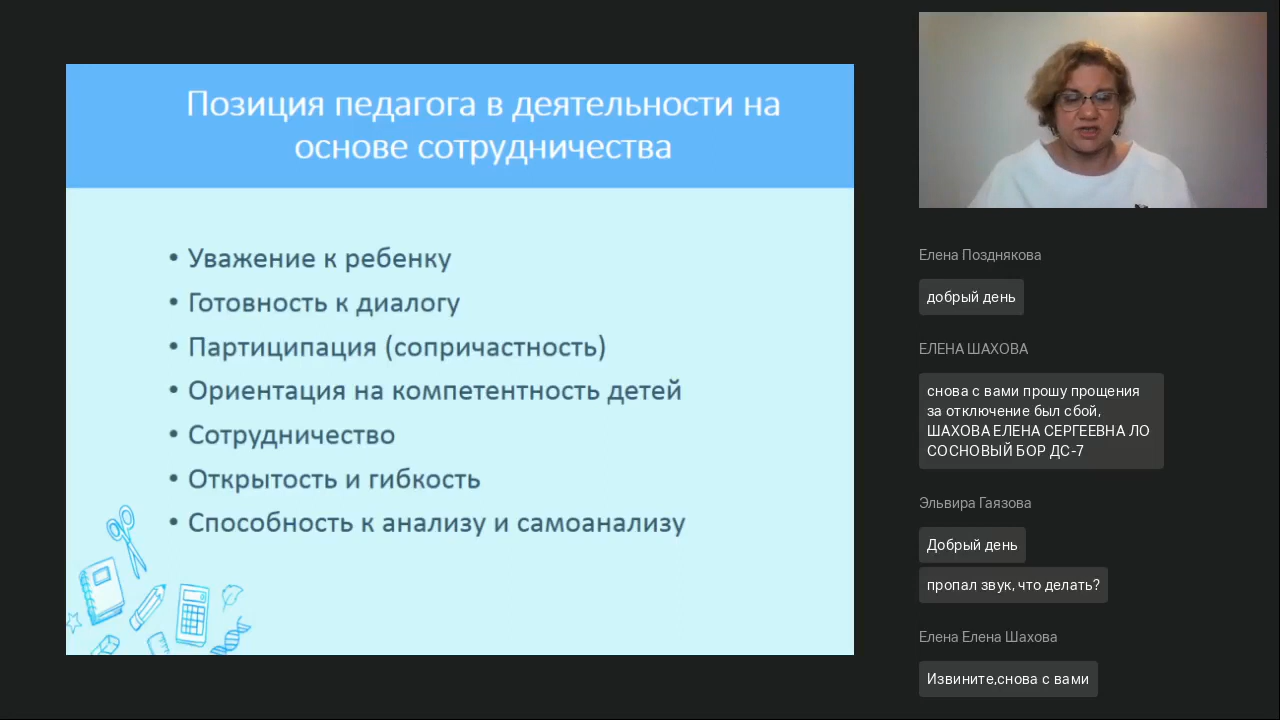 Позиция педагога в деятельности на
основе сотрудничества
• Уважение к ребенку
• Готовность к диалогу
• Партиципация (сопричастность)
• Ориентация на компетентность детей
• Сотрудничество
• Открытость и гибкость
• Способность к анализу и самоанализу
Елена Позднякова
добрый день
ЕЛЕНА ШАХОВА
снова с вами прошу прощения
за отключение был сбой,
ШАХОВА ЕЛЕНА СЕРГЕЕВНА ЛО
СОСНОВЫЙ БОР ДС-7
Эльвира Гаязова
Добрый день
пропал звук, что делать?
Елена Елена Шахова
Извините,снова с вами